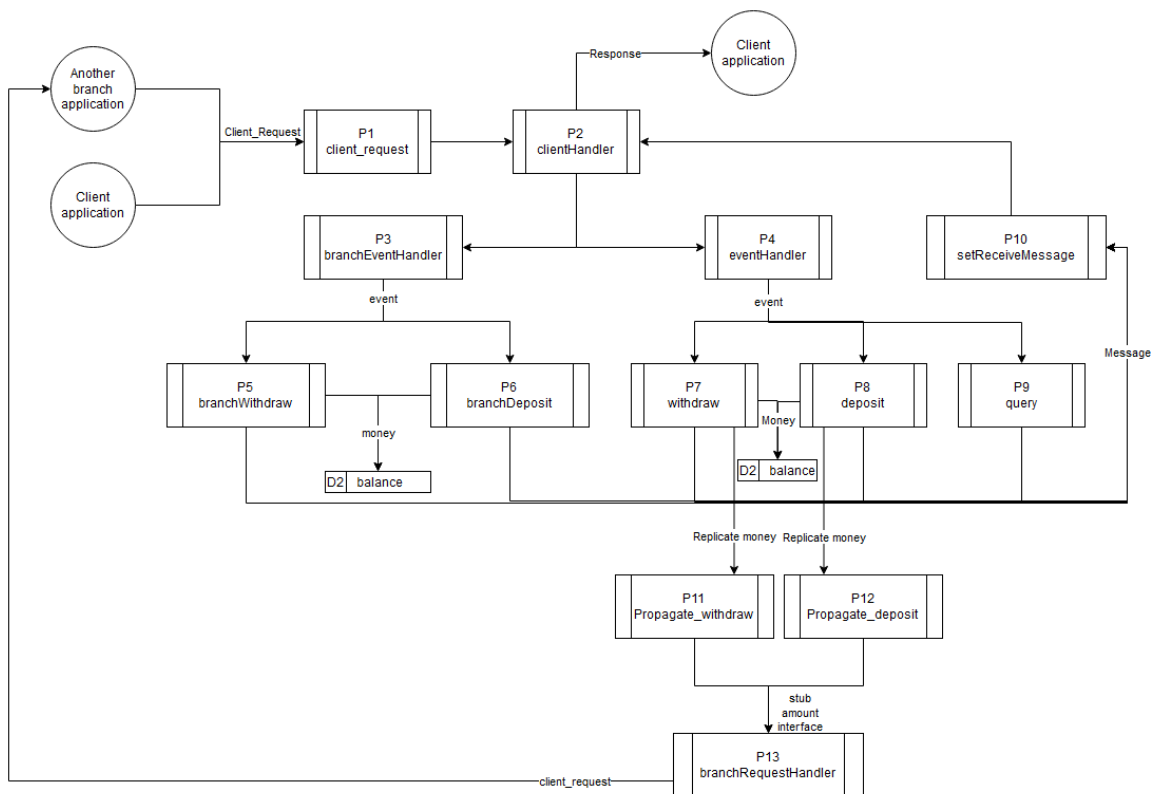 Another
branch
application
Response
Client
application
Client_Request
P1
client_request
P2
clientHandler
Client
application
P3
branchEventHandler
P4
eventHandler
P10
setReceiveMessage
event
event
Message
P5
branchWithdraw
P6
branchDeposit
P7
withdraw
P8
deposit
P9
query
money
Money
D2 balance
D2 balance
Replicate money
Replicate money
P11
Propagate_withdraw
P12
Propagate_deposit
stub
amount
interface
P13
branchRequestHandler
client_request